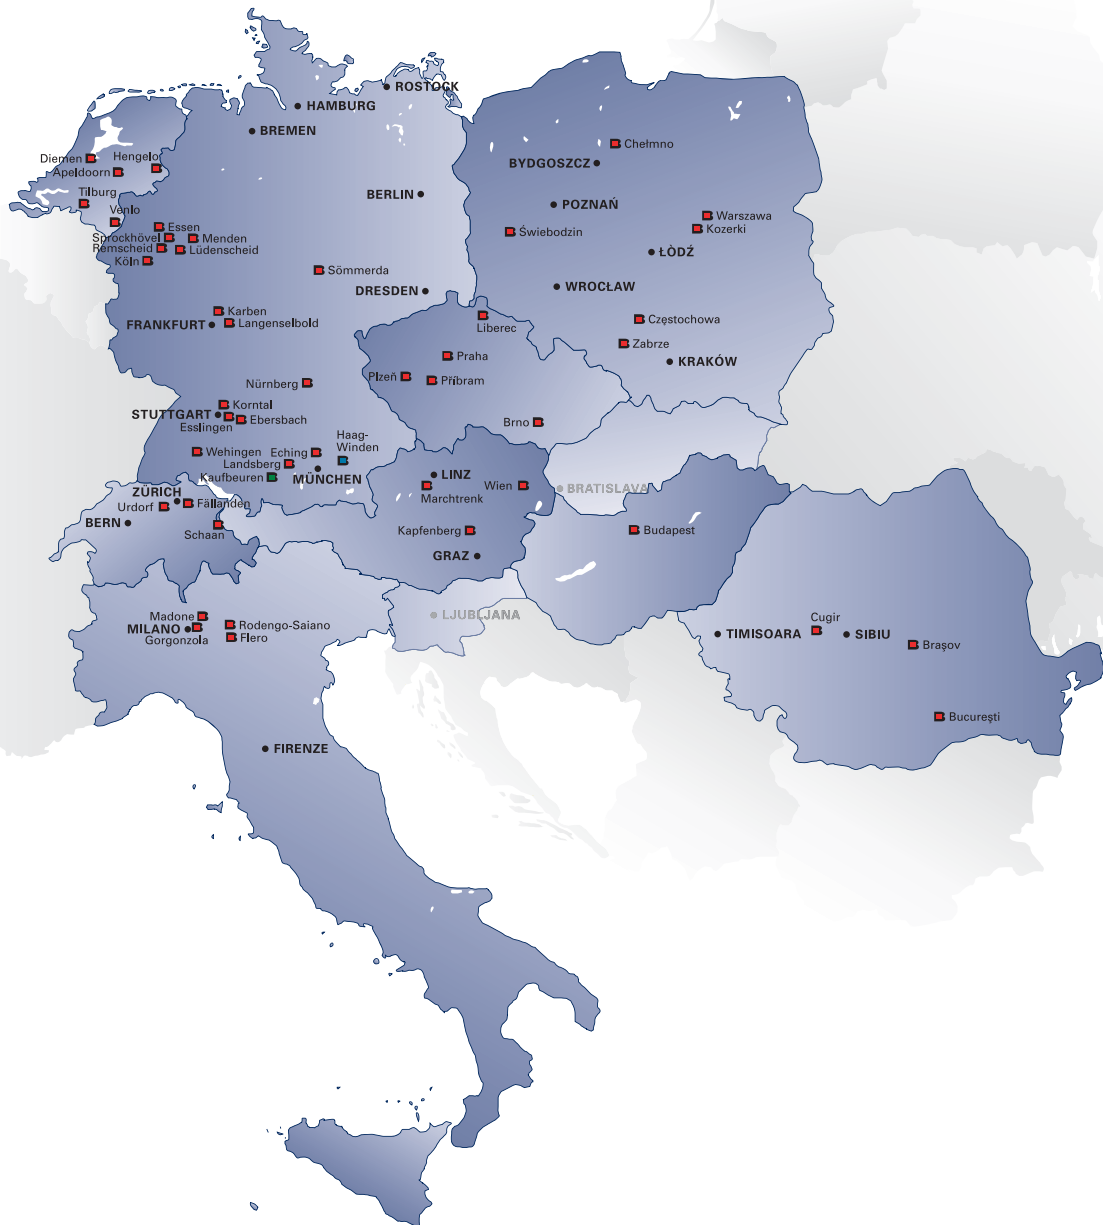 ROSTOCK
HAMBURG
BREMEN
Chełmno
Diemen
Hengelo
BYDGOSZCZ
Apeldoorn
Tilburg
BERLIN
POZNAŃ
Venlo
Warszawa
Essen
Kozerki
Świebodzin
Sprockhövel
Menden
Remscheid
Lüdenscheid
ŁÒDŹ
Köln
Sömmerda
DRESDEN
WROCŁAW
Karben
Langenselbold
FRANKFURT
Liberec
Częstochowa
Zabrze
Praha
KRAKÓW
Plzeň
Příbram
Nürnberg
Korntal
STUTTGART
Ebersbach
Esslingen
Brno
Haag-
Winden
Wehingen
Eching
Landsberg
Kaufbeuren
MÜNCHEN
LINZ
Wien
BRATISLAVA
Marchtrenk
ZÜRICH
Fällanden
Urdorf
BERN
Schaan
Kapfenberg
Budapest
GRAZ
Madone
LJUBLJANA
Cugir
MILANO
Rodengo-Saiano
Gorgonzola
Flero
TIMISOARA
SIBIU
Braşov
Bucureşti
FIRENZE